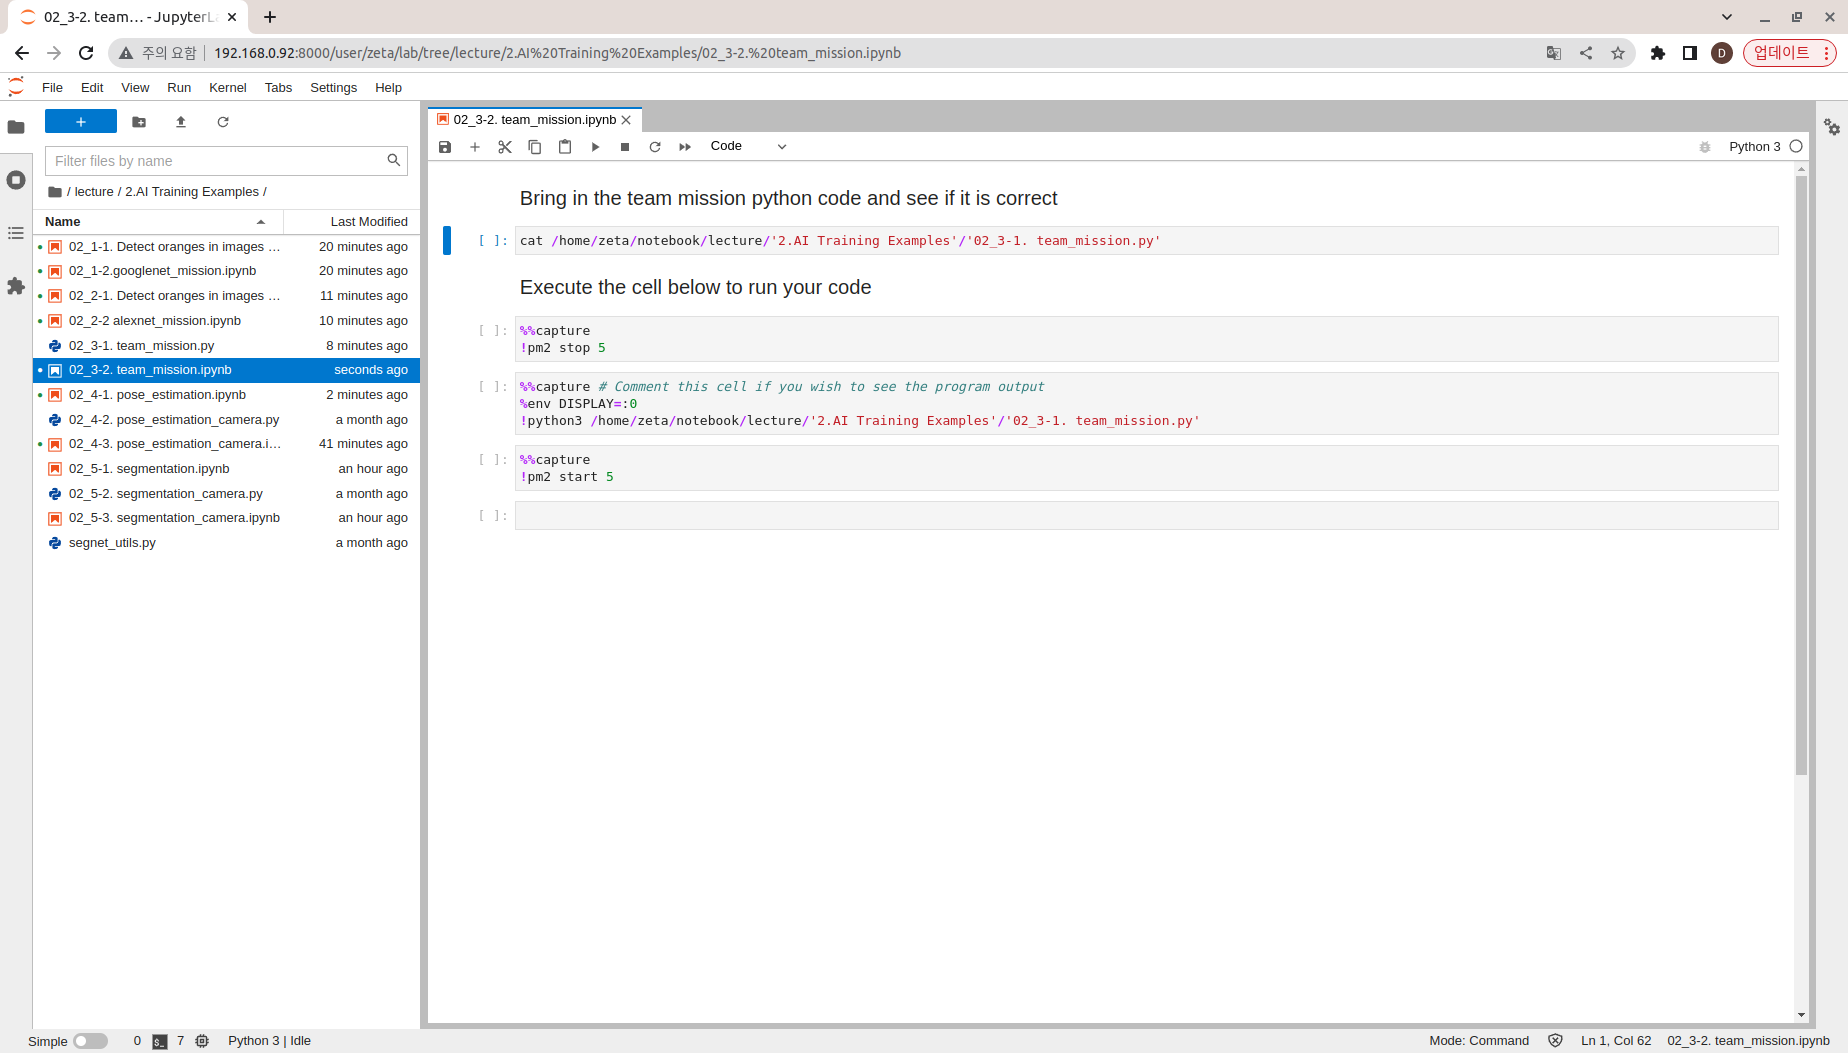 02_3-2. team… - JupyterL
주의 요함 192.168.0.92:8000/user/zeta/lab/tree/lecture/2.AI%20Training%20Examples/02_3-2.%20team_mission.ipynb
D 업데이트
File Edit View Run Kernel Tabs Settings Help
Filter files by name
/ lecture / 2.AI Training Examples /
Name Last Modified
02_1-1. Detect oranges in images … 20 minutes ago
02_1-2.googlenet_mission.ipynb 20 minutes ago
02_2-1. Detect oranges in images … 11 minutes ago
02_2-2 alexnet_mission.ipynb 10 minutes ago
02_3-1. team_mission.py 8 minutes ago
02_3-2. team_mission.ipynb seconds ago
02_4-1. pose_estimation.ipynb 2 minutes ago
02_4-2. pose_estimation_camera.py a month ago
02_4-3. pose_estimation_camera.i… 41 minutes ago
02_5-1. segmentation.ipynb an hour ago
02_5-2. segmentation_camera.py a month ago
02_5-3. segmentation_camera.ipynb an hour ago
segnet_utils.py a month ago
02_3-2. team_mission.ipynb
Code Python 3
Bring in the team mission python code and see if it is correct
[ ]: cat /home/zeta/notebook/lecture/'2.AI Training Examples'/'02_3-1. team_mission.py'
Execute the cell below to run your code
[ ]: %%capture
!pm2 stop 5
[ ]: %%capture # Comment this cell if you wish to see the program output
%env DISPLAY=:0
!python3 /home/zeta/notebook/lecture/'2.AI Training Examples'/'02_3-1. team_mission.py'
[ ]: %%capture
!pm2 start 5
[ ]:
Simple 0 $_ 7 Python 3 | Idle Mode: Command Ln 1, Col 62 02_3-2. team_mission.ipynb